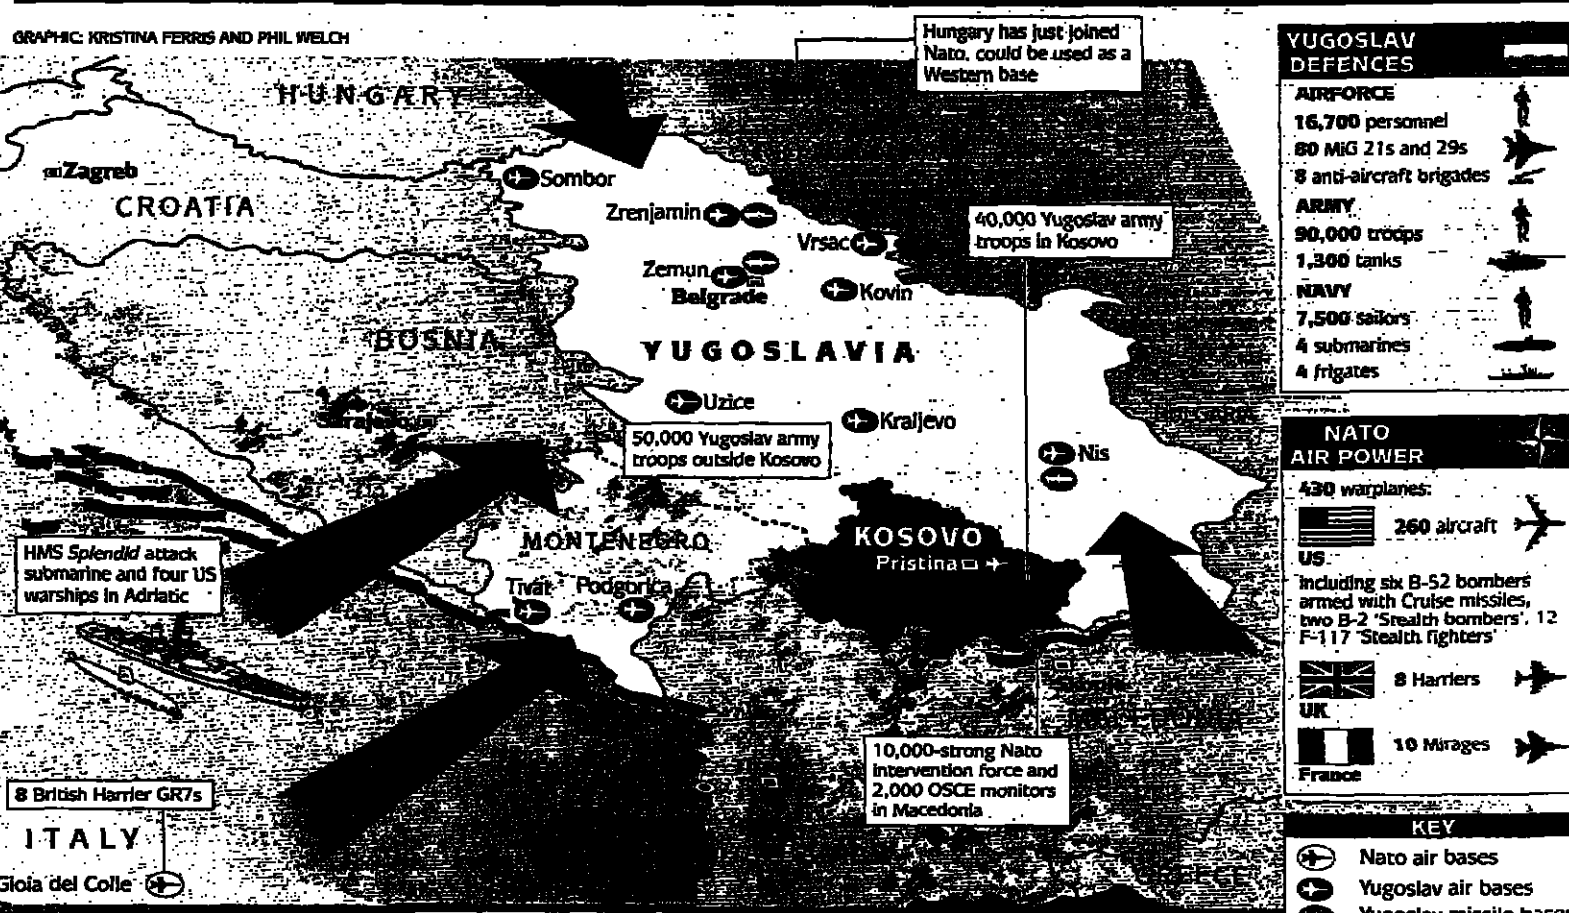 GRAPHIC: KRISTINA FERRIS AND PHIL WELCH
Hungary has just joined
Nato, could be used as a
Western base
HUNGARY
Zagreb
CROATIA
Sombor
Zrenjamin
Vrsac
40,000 Yugoslav army
troops in Kosovo
Zemun
Belgrade
Kovin
BOSNIA
YUGOSLAVIA
Sarajevo
Uzice
Kraljevo
50,000 Yugoslav army
troops outside Kosovo
Nis
MONTENEGRO
KOSOVO
Pristina
HMS Splendid attack
submarine and four US
warships in Adriatic
Tivat
Podgorica
MACEDONIA
10,000-strong Nato
intervention force and
2,000 OSCE monitors
in Macedonia
8 British Harrier GR7s
ITALY
Gioia del Colle
YUGOSLAV
DEFENCES
AIRFORCE
16,700 personnel
80 MiG 21s and 29s
8 anti-aircraft brigades
ARMY
90,000 troops
1,300 tanks
NAVY
7,500 sailors
4 submarines
4 frigates
NATO
AIR POWER
430 warplanes:
260 aircraft
US
including six B-52 bombers
armed with Cruise missiles,
two B-2 'Stealth bombers', 12
F-117 'Stealth fighters'
8 Harriers
UK
10 Mirages
France
KEY
Nato air bases
Yugoslav air bases
Yugoslav missile bases